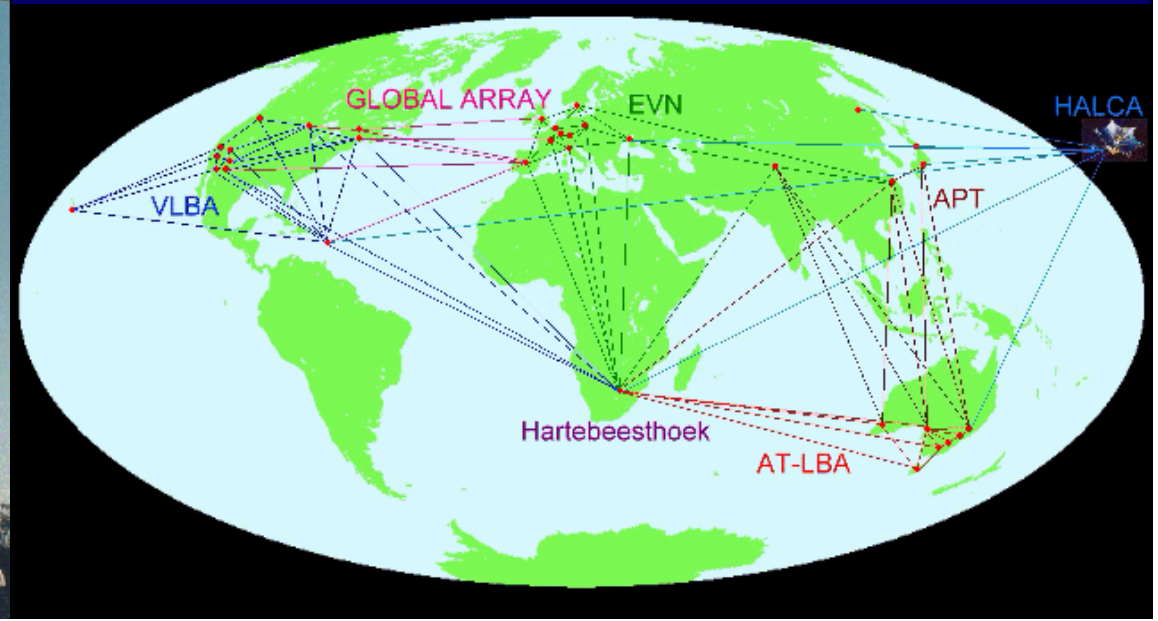 GLOBAL ARRAY
EVN
HALCA
VLBA
APT
Hartebeesthoek
AT-LBA